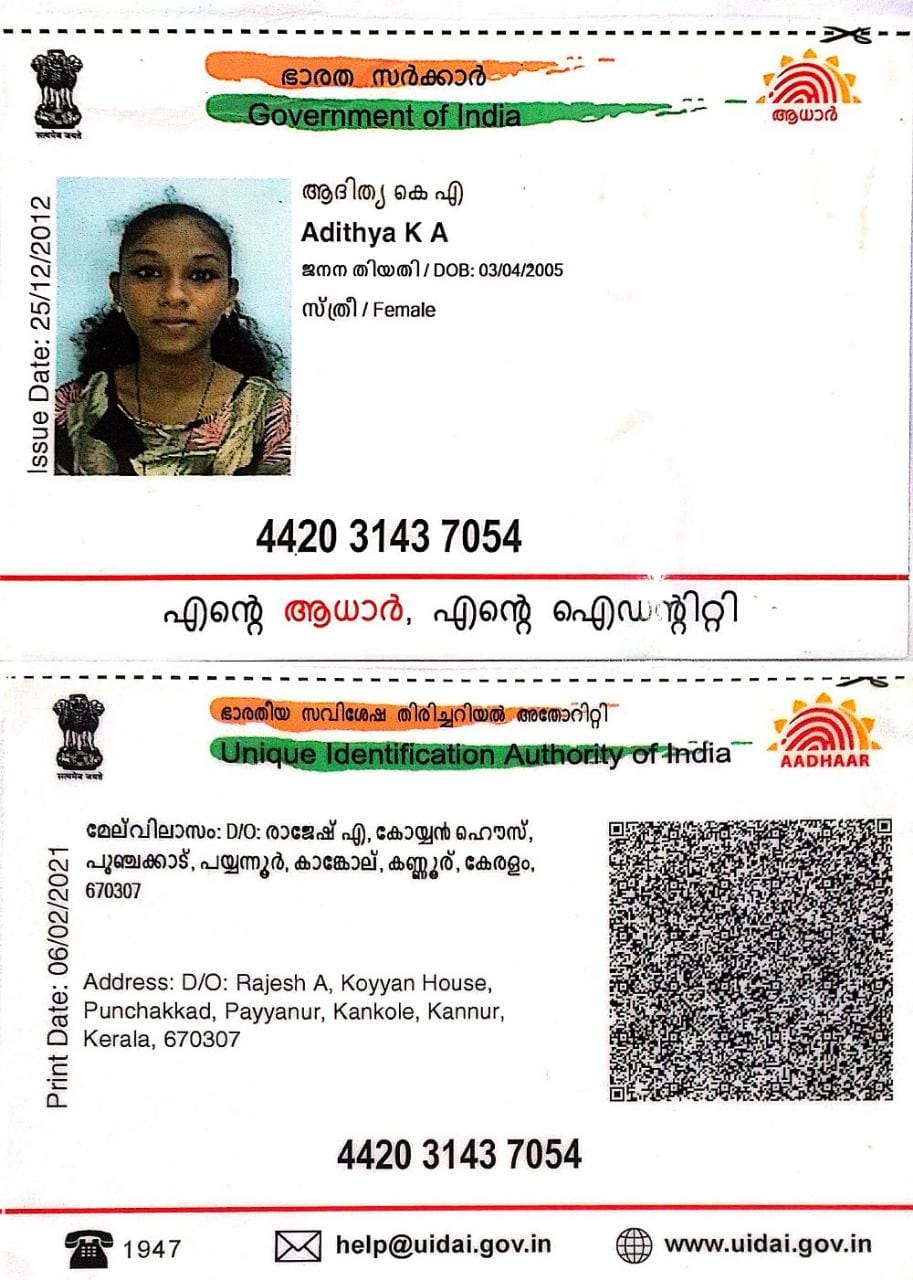 ഭാരത സർക്കാർ
Government of India
ആധാർ
सत्यमेव जयते
Issue Date: 25/12/2012
ആദിത്യ കെ എ
Adithya K A
ജനന തിയതി / DOB: 03/04/2005
സ്ത്രീ / Female
4420 3143 7054
എന്റെ ആധാർ, എന്റെ ഐഡന്റിറ്റി
ഭാരതീയ സവിശേഷ തിരിച്ചറിയൽ അതോറിറ്റി
Unique Identification Authority of India
AADHAAR
सत्यमेव जयते
Print Date: 06/02/2021
മേല്‌വിലാസം: D/O: രാജേഷ് എ, കോയ്യൻ ഹൌസ്,
പുഞ്ചക്കാട്, പയ്യന്നൂർ, കാങ്കോല്, കണ്ണൂര്, കേരളം,
670307
Address: D/O: Rajesh A, Koyyan House,
Punchakkad, Payyanur, Kankole, Kannur,
Kerala, 670307
4420 3143 7054
1947
help@uidai.gov.in
www.uidai.gov.in